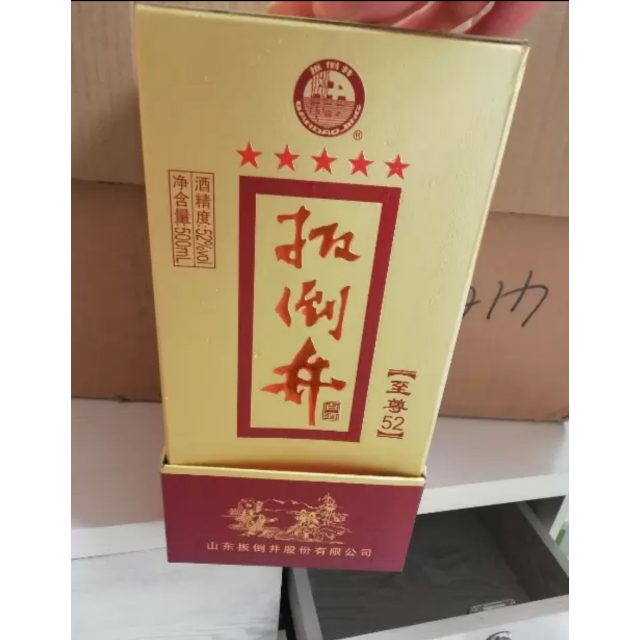 扳倒井
BANDAOJING
®
酒精度:52%vol
净含量:500mL
扳倒井
【至尊52】
山东扳倒井股份有限公司